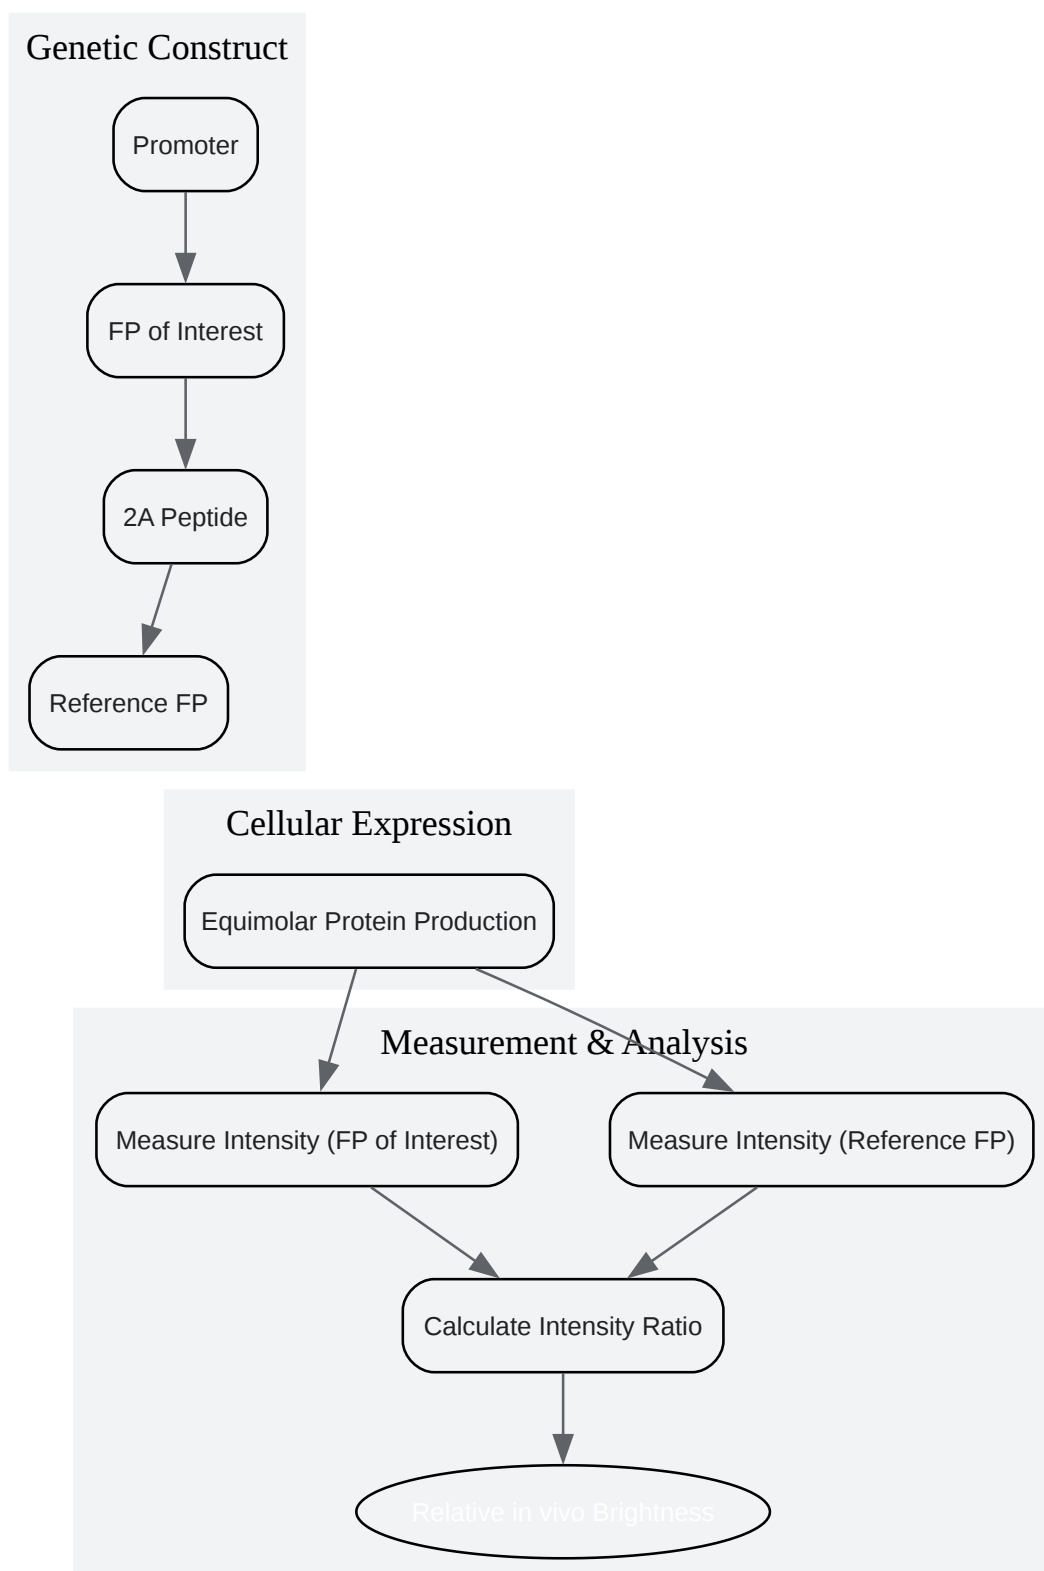 Genetic Construct
Promoter
FP of Interest
2A Peptide
Reference FP
Cellular Expression
Equimolar Protein Production
Measurement & Analysis
Measure Intensity (FP of Interest)
Measure Intensity (Reference FP)
Calculate Intensity Ratio
Relative in vivo Brightness